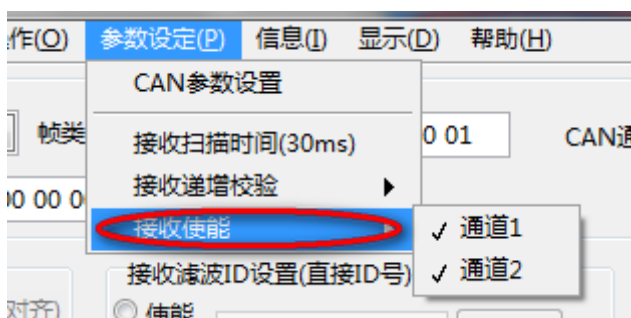 作(O) 参数设定(P) 信息(I) 显示(D) 帮助(H)
CAN参数设置
帧类 接收扫描时间(30ms) 0 01 CAN通
接收递增校验
00 00 0
接收使能 ✓ 通道1
接收滤波ID设置(直接ID号) ✓ 通道2
对齐) 使能